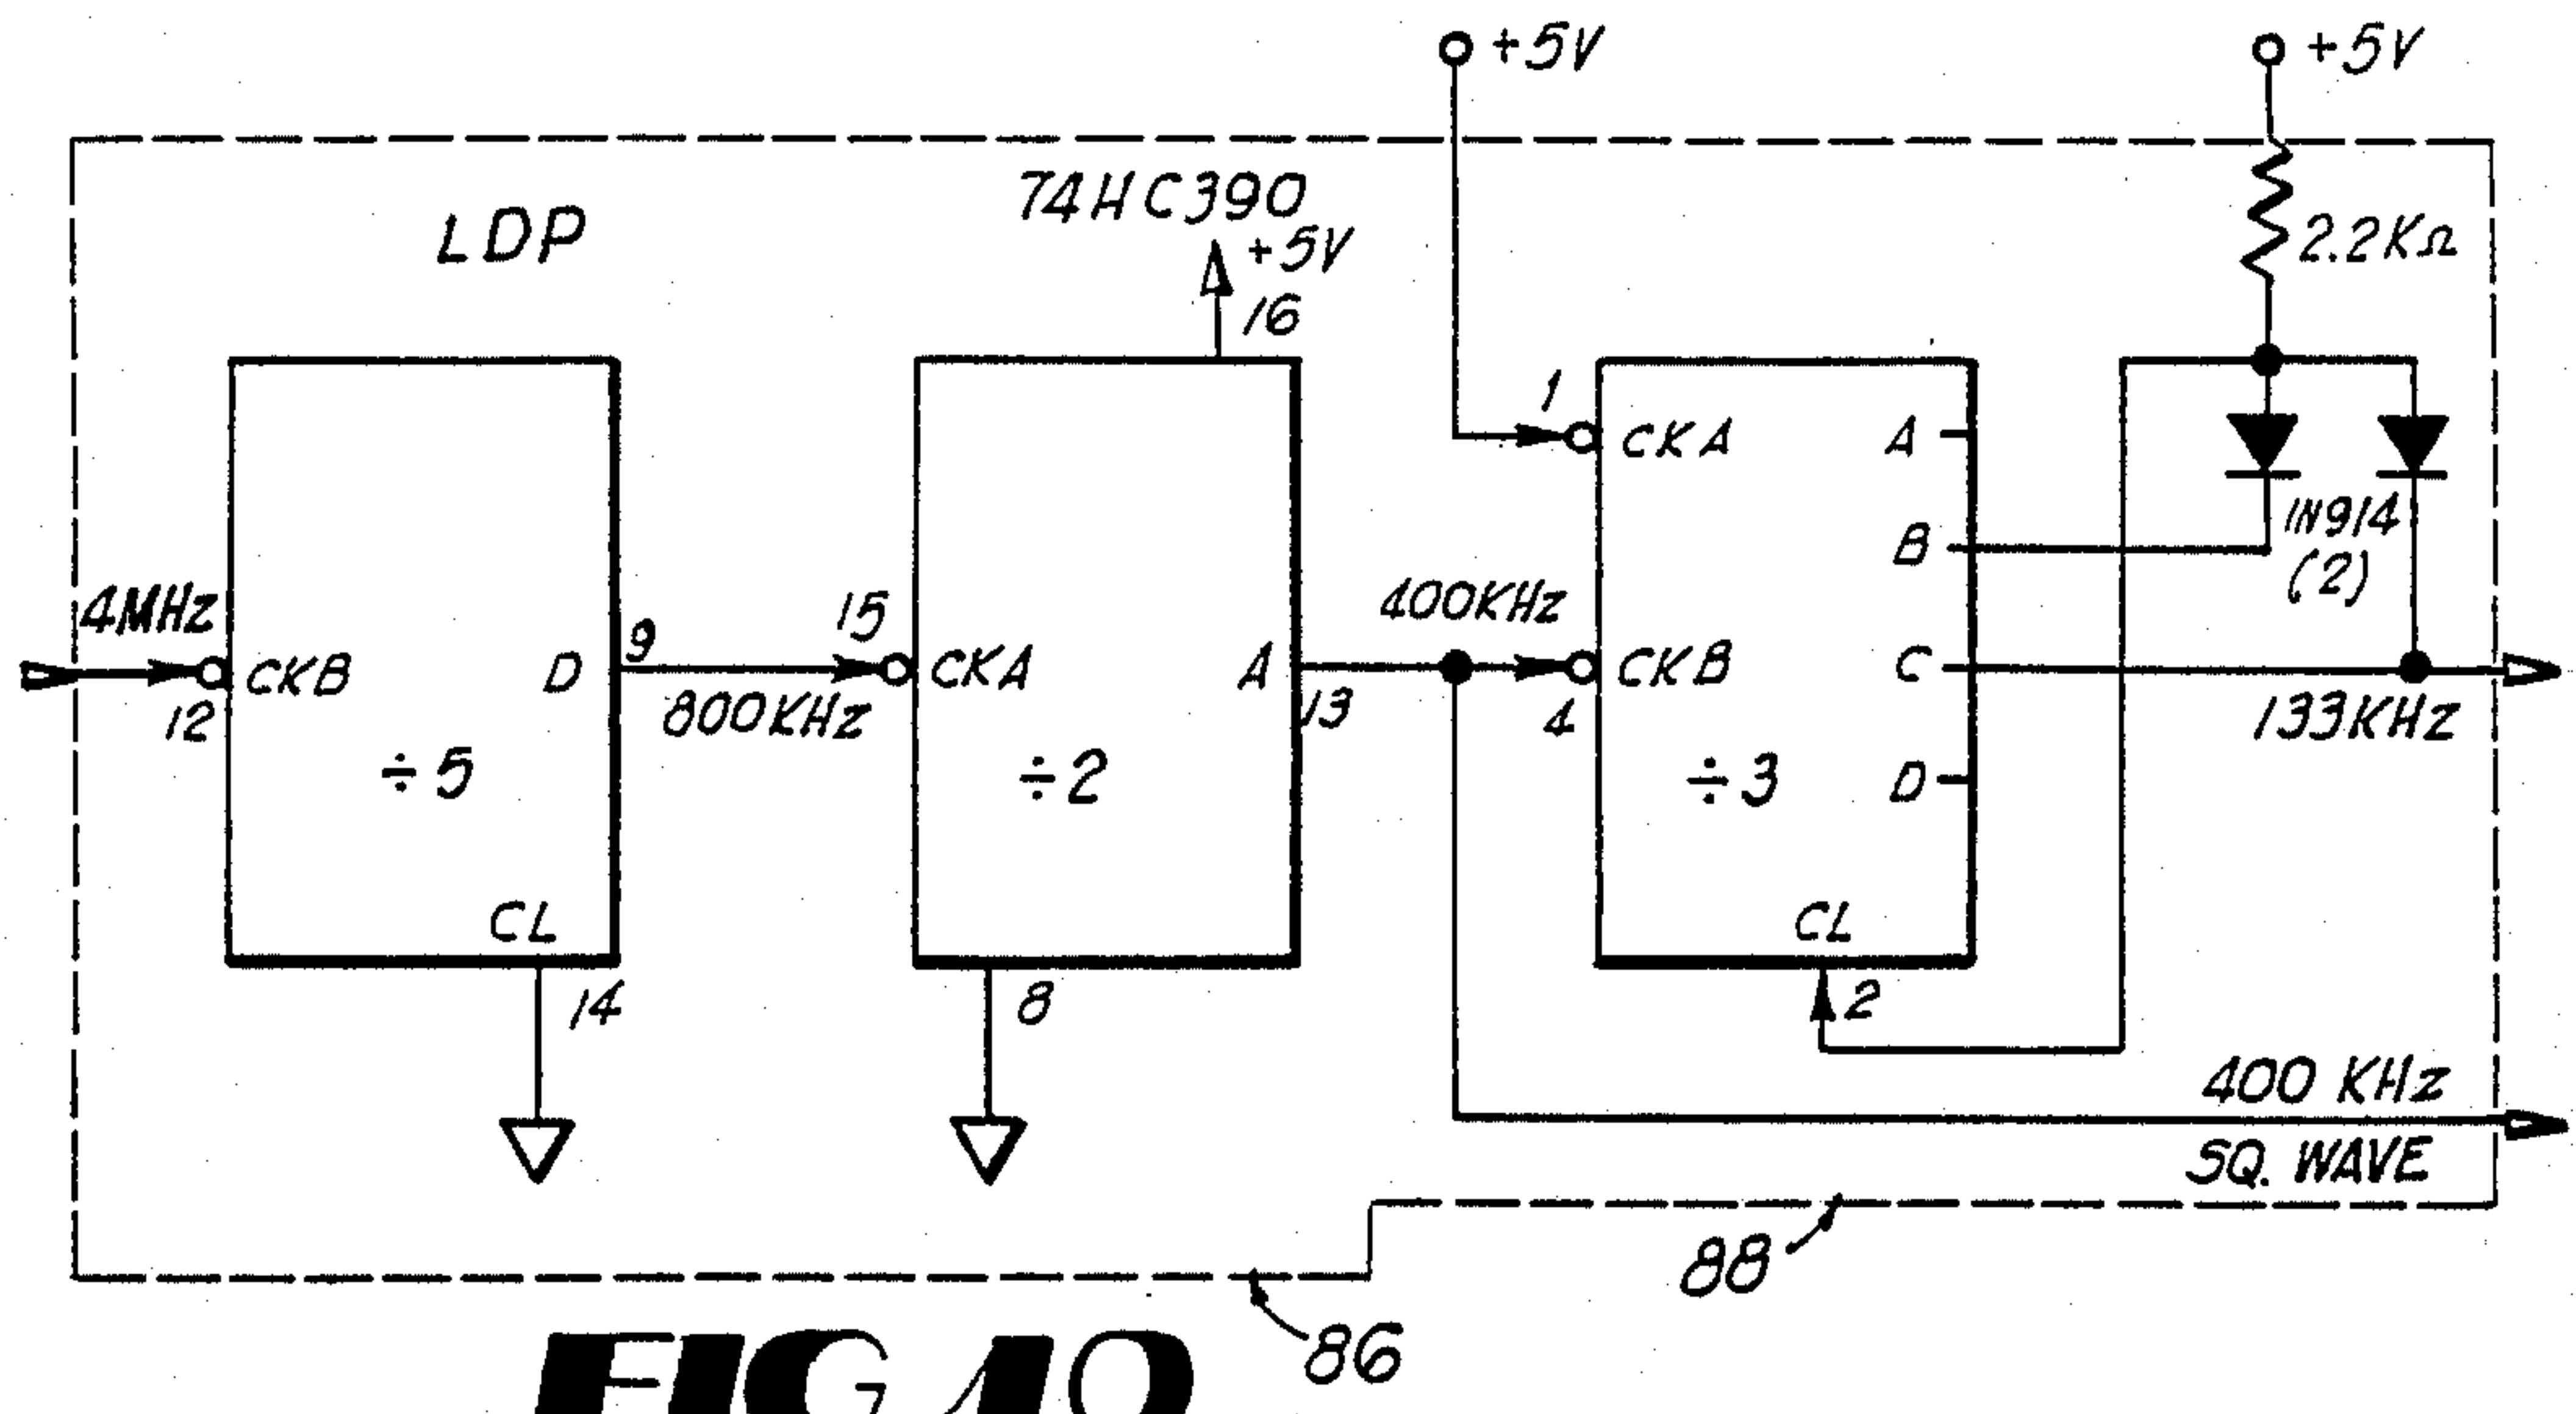 +5V
+5V
74HC390
LDP
+5V
2.2KΩ
16
1
CKA
A
1N914
(2)
B
4MHz
9
15
400KHz
CKB
D
CKA
A
CKB
C
12
800KHz
13
4
133KHz
÷5
÷2
÷3
D
CL
CL
14
8
2
400 KHz
SQ. WAVE
88
86